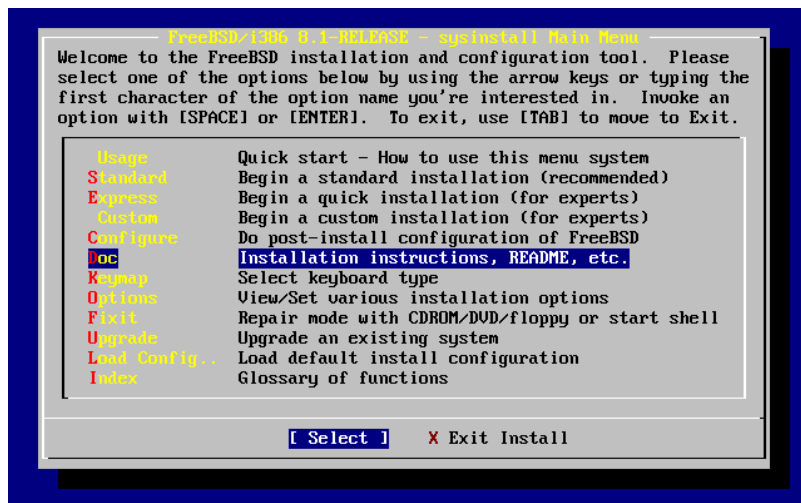 FreeBSD/i386 8.1-RELEASE - sysinstall Main Menu
Welcome to the FreeBSD installation and configuration tool.  Please
select one of the options below by using the arrow keys or typing the
first character of the option name you're interested in.  Invoke an
option with [SPACE] or [ENTER].  To exit, use [TAB] to move to Exit.
Usage Quick start - How to use this menu system
Standard Begin a standard installation (recommended)
Express Begin a quick installation (for experts)
Custom Begin a custom installation (for experts)
Configure Do post-install configuration of FreeBSD
Doc Installation instructions, README, etc.
Keymap Select keyboard type
Options View/Set various installation options
Fixit Repair mode with CDROM/DVD/floppy or start shell
Upgrade Upgrade an existing system
Load Config.. Load default install configuration
Index Glossary of functions
[ Select ] X Exit Install